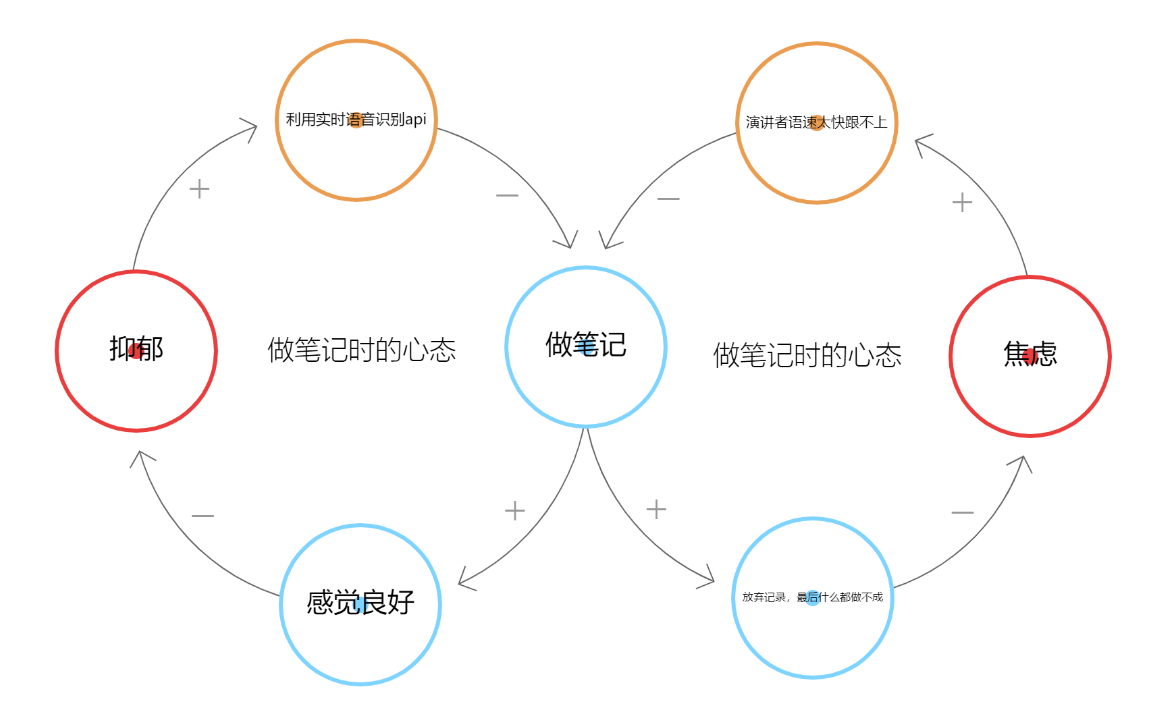 利用实时语音识别api
演讲者语速太快跟不上
+
—
—
+
抑郁
做笔记时的心态
做笔记
做笔记时的心态
焦虑
—
+
+
—
感觉良好
放弃记录，最后什么都做不成